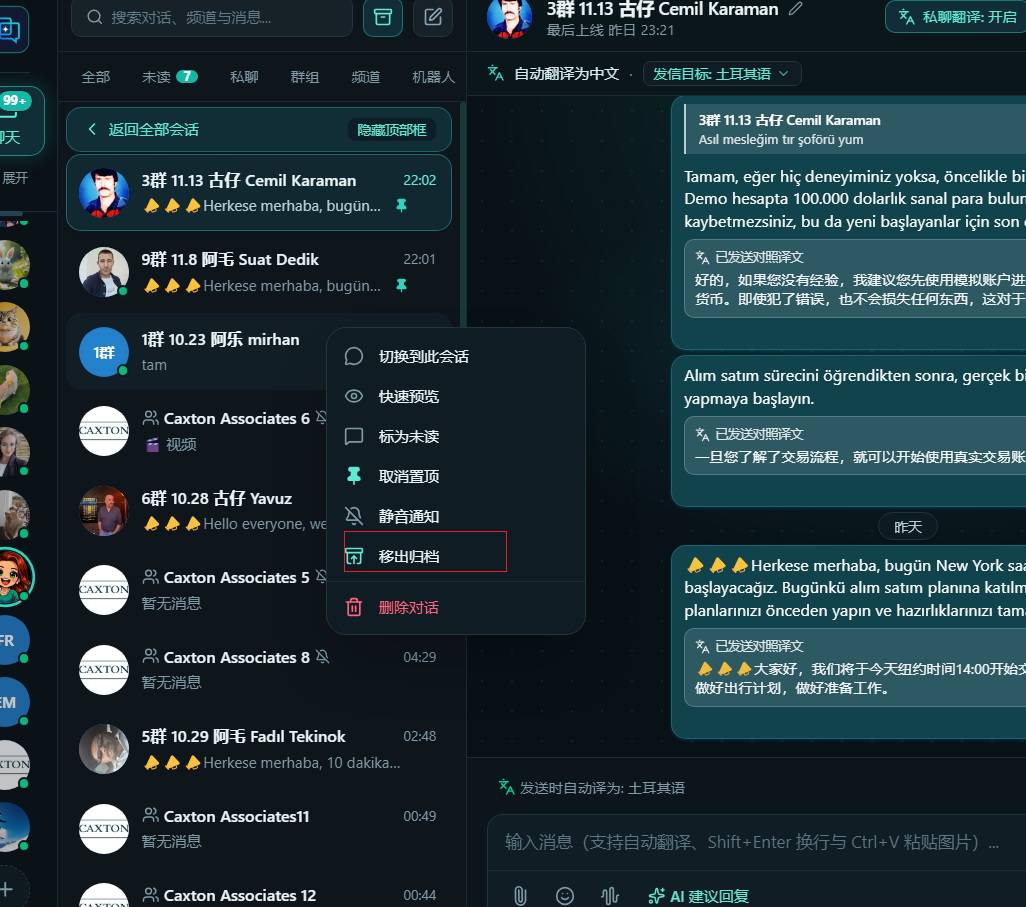 搜索对话、频道与消息...
3群 11.13 古仔 Cemil Karaman
最后上线 昨日 23:21
私聊翻译: 开启
全部
未读 7
私聊
群组
频道
机器人
自动翻译为中文 ·
发信目标: 土耳其语
99+
聊天
展开
返回全部会话
隐藏顶部框
3群 11.13 古仔 Cemil Karaman
22:02
Herkese merhaba, bugün...
9群 11.8 阿毛 Suat Dedik
22:01
Herkese merhaba, bugün...
1群
1群 10.23 阿乐 mirhan
tam
CAXTON
Caxton Associates 6
视频
6群 10.28 古仔 Yavuz
Hello everyone, we
CAXTON
Caxton Associates 5
暂无消息
CAXTON
Caxton Associates 8
04:29
暂无消息
5群 10.29 阿毛 Fadıl Tekinok
02:48
Herkese merhaba, 10 dakika...
CAXTON
Caxton Associates11
00:49
暂无消息
CAXTON
Caxton Associates 12
00:44
FR
EM
切换到此会话
快速预览
标为未读
取消置顶
静音通知
移出归档
删除对话
3群 11.13 古仔 Cemil Karaman
Asıl mesleğim tır şoförü yum
Tamam, eğer hiç deneyiminiz yoksa, öncelikle bi
Demo hesapta 100.000 dolarlık sanal para bulun
kaybetmezsiniz, bu da yeni başlayanlar için son
已发送对照译文
好的，如果您没有经验，我建议您先使用模拟账户进
货币。即使犯了错误，也不会损失任何东西，这对于
Alım satım sürecini öğrendikten sonra, gerçek bi
yapmaya başlayın.
已发送对照译文
一旦您了解了交易流程，就可以开始使用真实交易账
昨天
Herkese merhaba, bugün New York saa
başlayacağız. Bugünkü alım satım planına katılm
planlarınızı önceden yapın ve hazırlıklarınızı tama
已发送对照译文
大家好，我们将于今天纽约时间14:00开始交
做好出行计划，做好准备工作。
发送时自动译为: 土耳其语
输入消息（支持自动翻译、Shift+Enter 换行与 Ctrl+V 粘贴图片）...
AI 建议回复